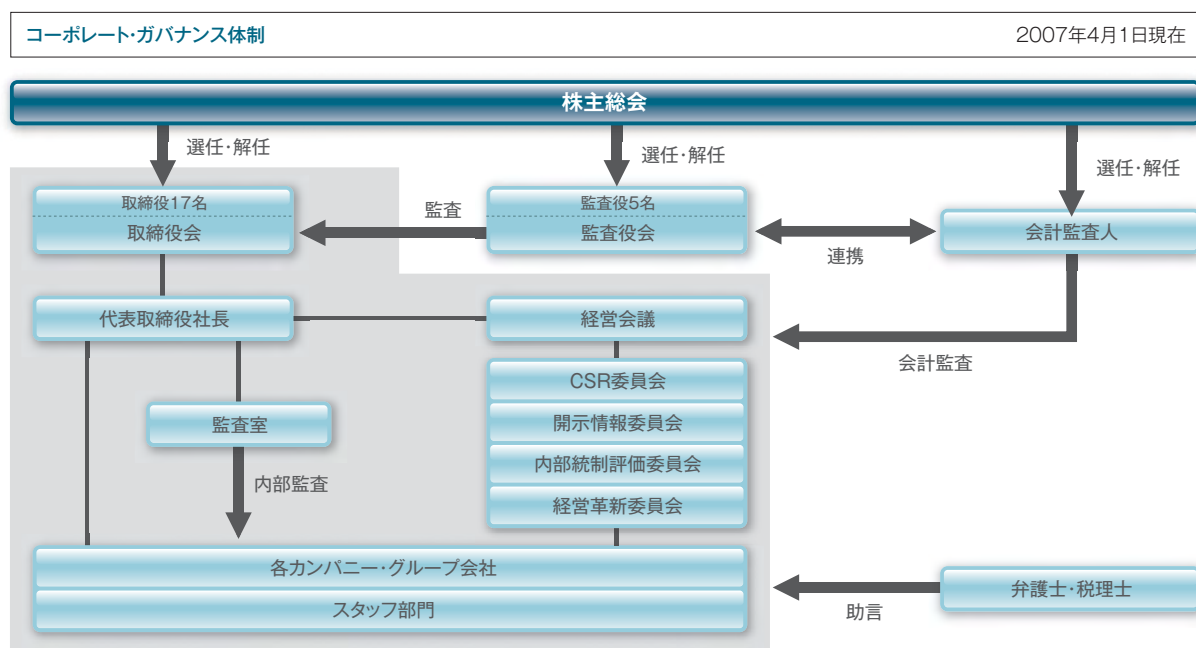 コーポレート・ガバナンス体制
2007年4月1日現在
株主総会
選任・解任
選任・解任
選任・解任
取締役17名
取締役会
監査
監査役5名
監査役会
連携
会計監査人
代表取締役社長
経営会議
会計監査
CSR委員会
開示情報委員会
内部統制評価委員会
経営革新委員会
監査室
内部監査
各カンパニー・グループ会社
スタッフ部門
助言
弁護士・税理士